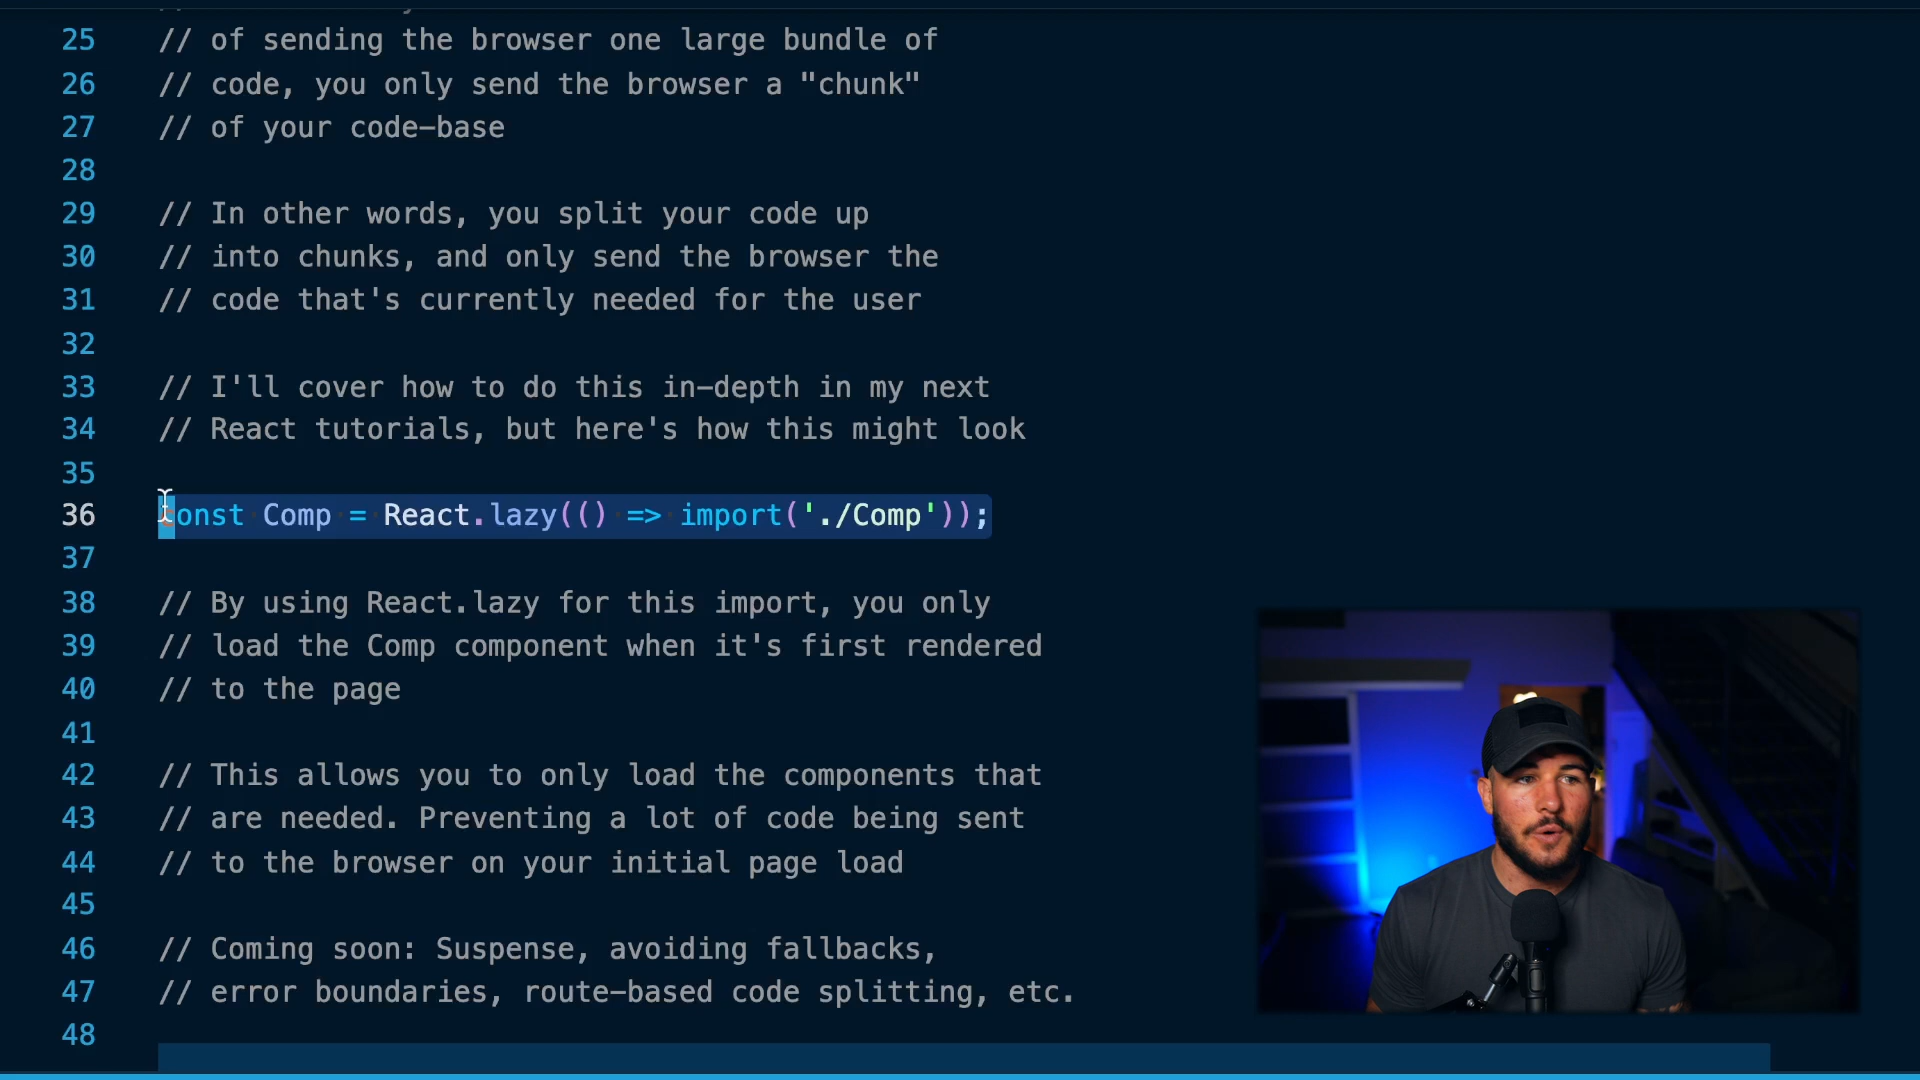 25 // of sending the browser one large bundle of
26 // code, you only send the browser a "chunk"
27 // of your code-base
28
29 // In other words, you split your code up
30 // into chunks, and only send the browser the
31 // code that's currently needed for the user
32
33 // I'll cover how to do this in-depth in my next
34 // React tutorials, but here's how this might look
35
36 const Comp = React.lazy(() => import('./Comp'));
37
38 // By using React.lazy for this import, you only
39 // load the Comp component when it's first rendered
40 // to the page
41
42 // This allows you to only load the components that
43 // are needed. Preventing a lot of code being sent
44 // to the browser on your initial page load
45
46 // Coming soon: Suspense, avoiding fallbacks,
47 // error boundaries, route-based code splitting, etc.
48